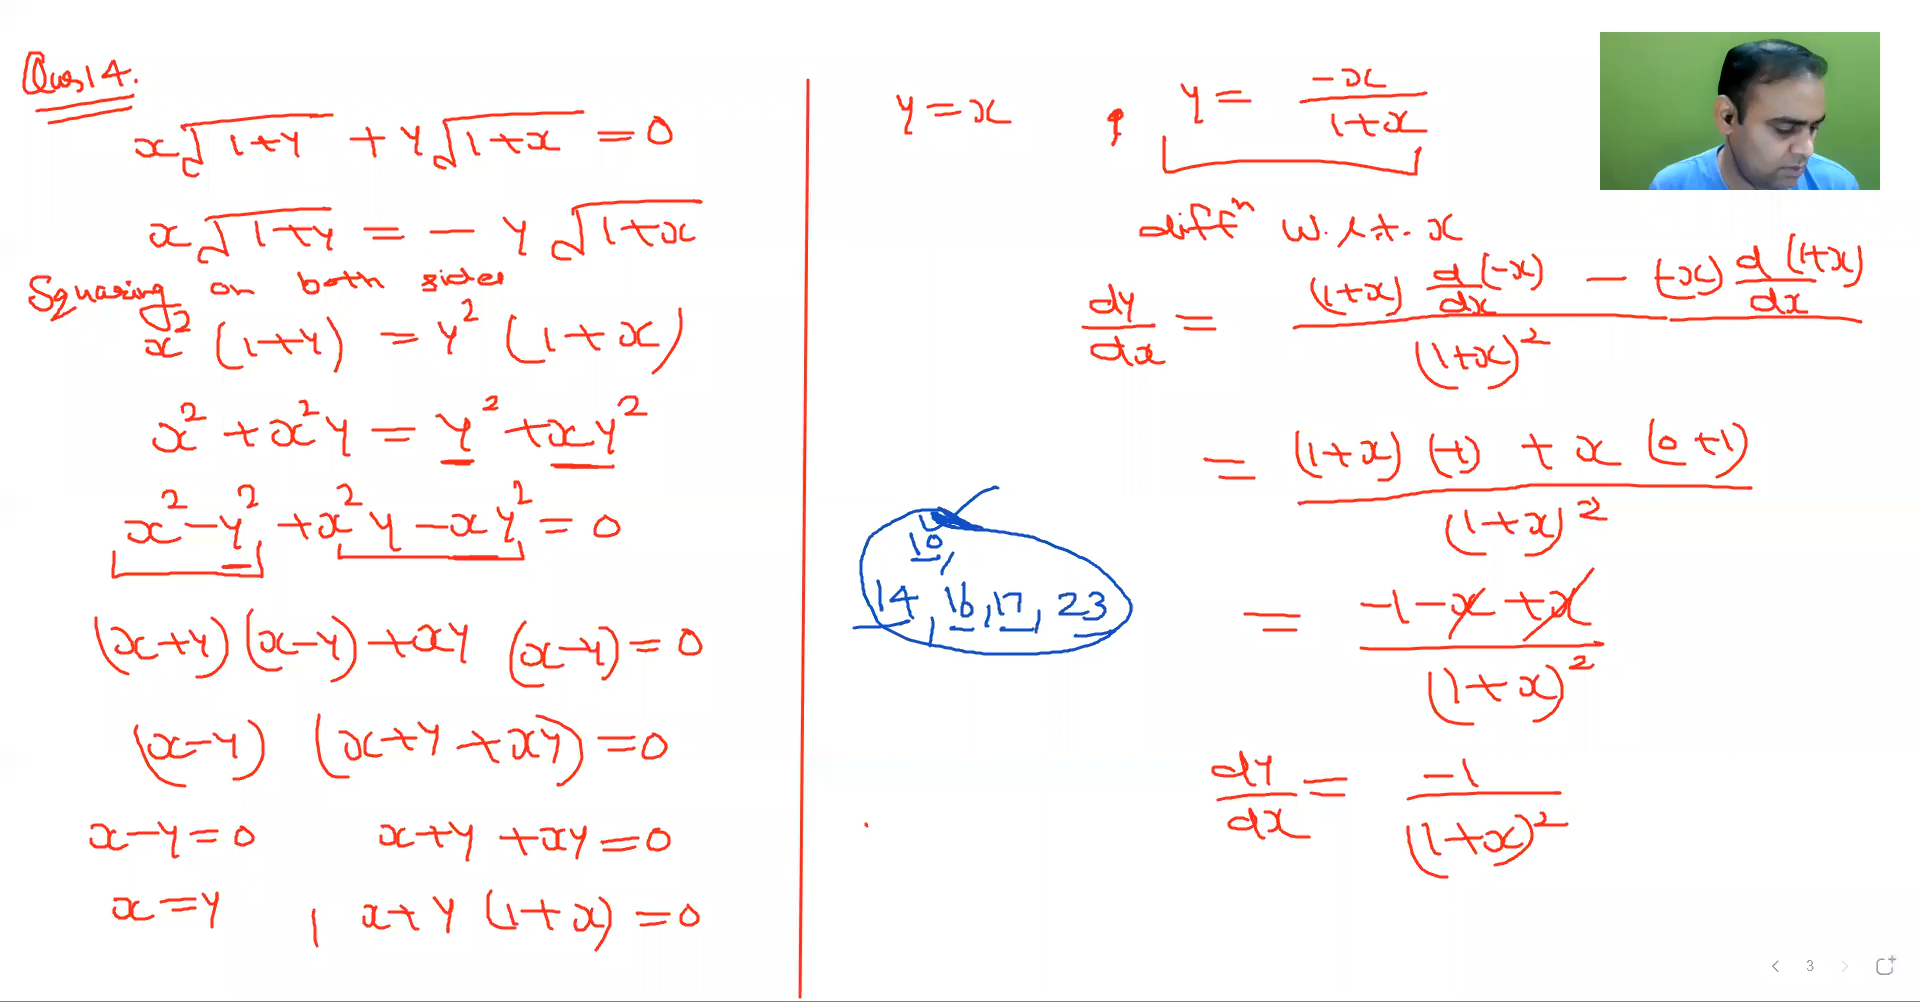 Ques 14.
x√(1+y) + y√(1+x) = 0
x√(1+y) = - y√(1+x)
Squaring on both sides
x² (1+y) = y² (1+x)
x² + x²y = y² + xy²
x² - y² + x²y - xy² = 0
(x+y) (x-y) + xy (x-y) = 0
(x-y) (x+y+xy) = 0
x-y=0 x+y+xy=0
x=y , x+y (1+x) = 0
y=x , y = -x/(1+x)
diffⁿ w.r.t. x
dy/dx = ((1+x) d/dx (-x) - (-x) d(1+x)/dx)/(1+x)²
= ((1+x) (-1) + x (0+1))/(1+x)²
= (-1-x+x)/(1+x)²
dy/dx = -1/(1+x)²
10,
14, 16, 17, 23
3